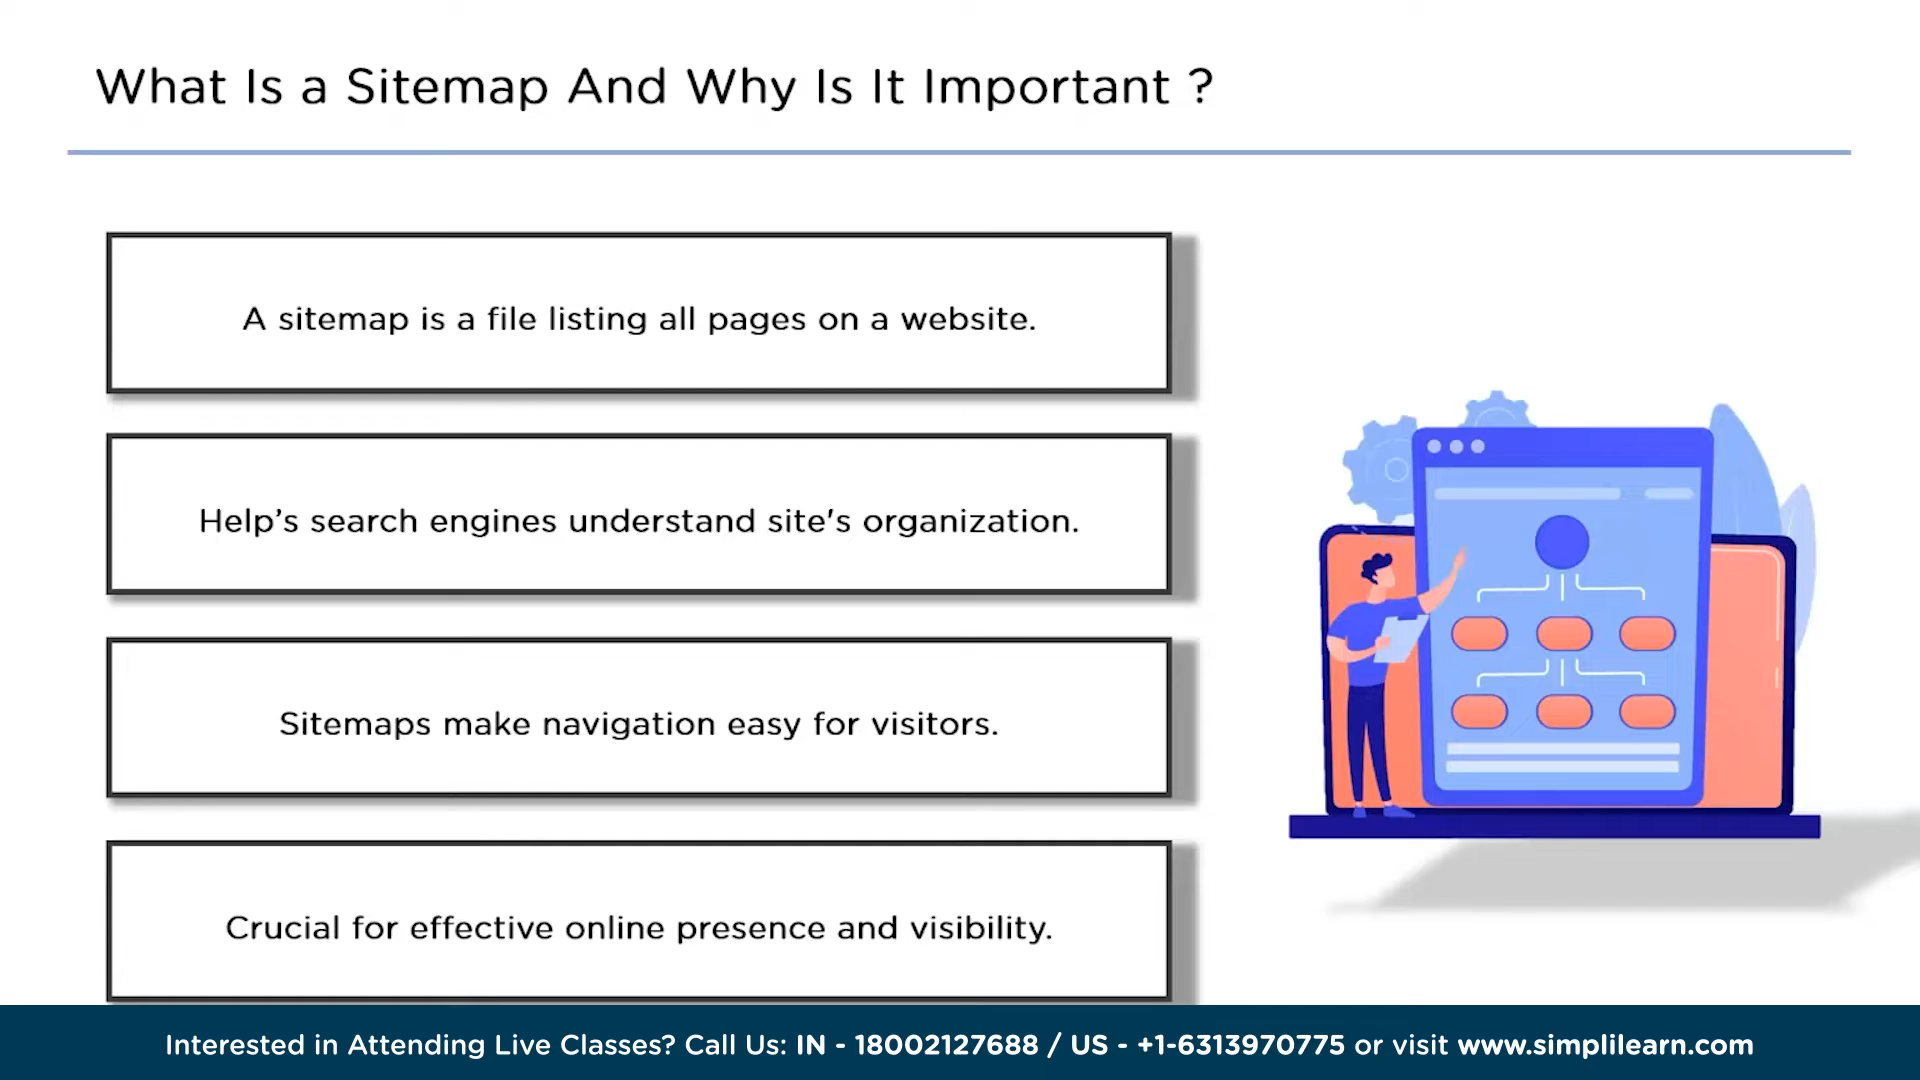 What Is a Sitemap And Why Is It Important ?
A sitemap is a file listing all pages on a website.
Help’s search engines understand site's organization.
Sitemaps make navigation easy for visitors.
Crucial for effective online presence and visibility.
Interested in Attending Live Classes? Call Us: IN - 18002127688 / US - +1-6313970775 or visit www.simplilearn.com